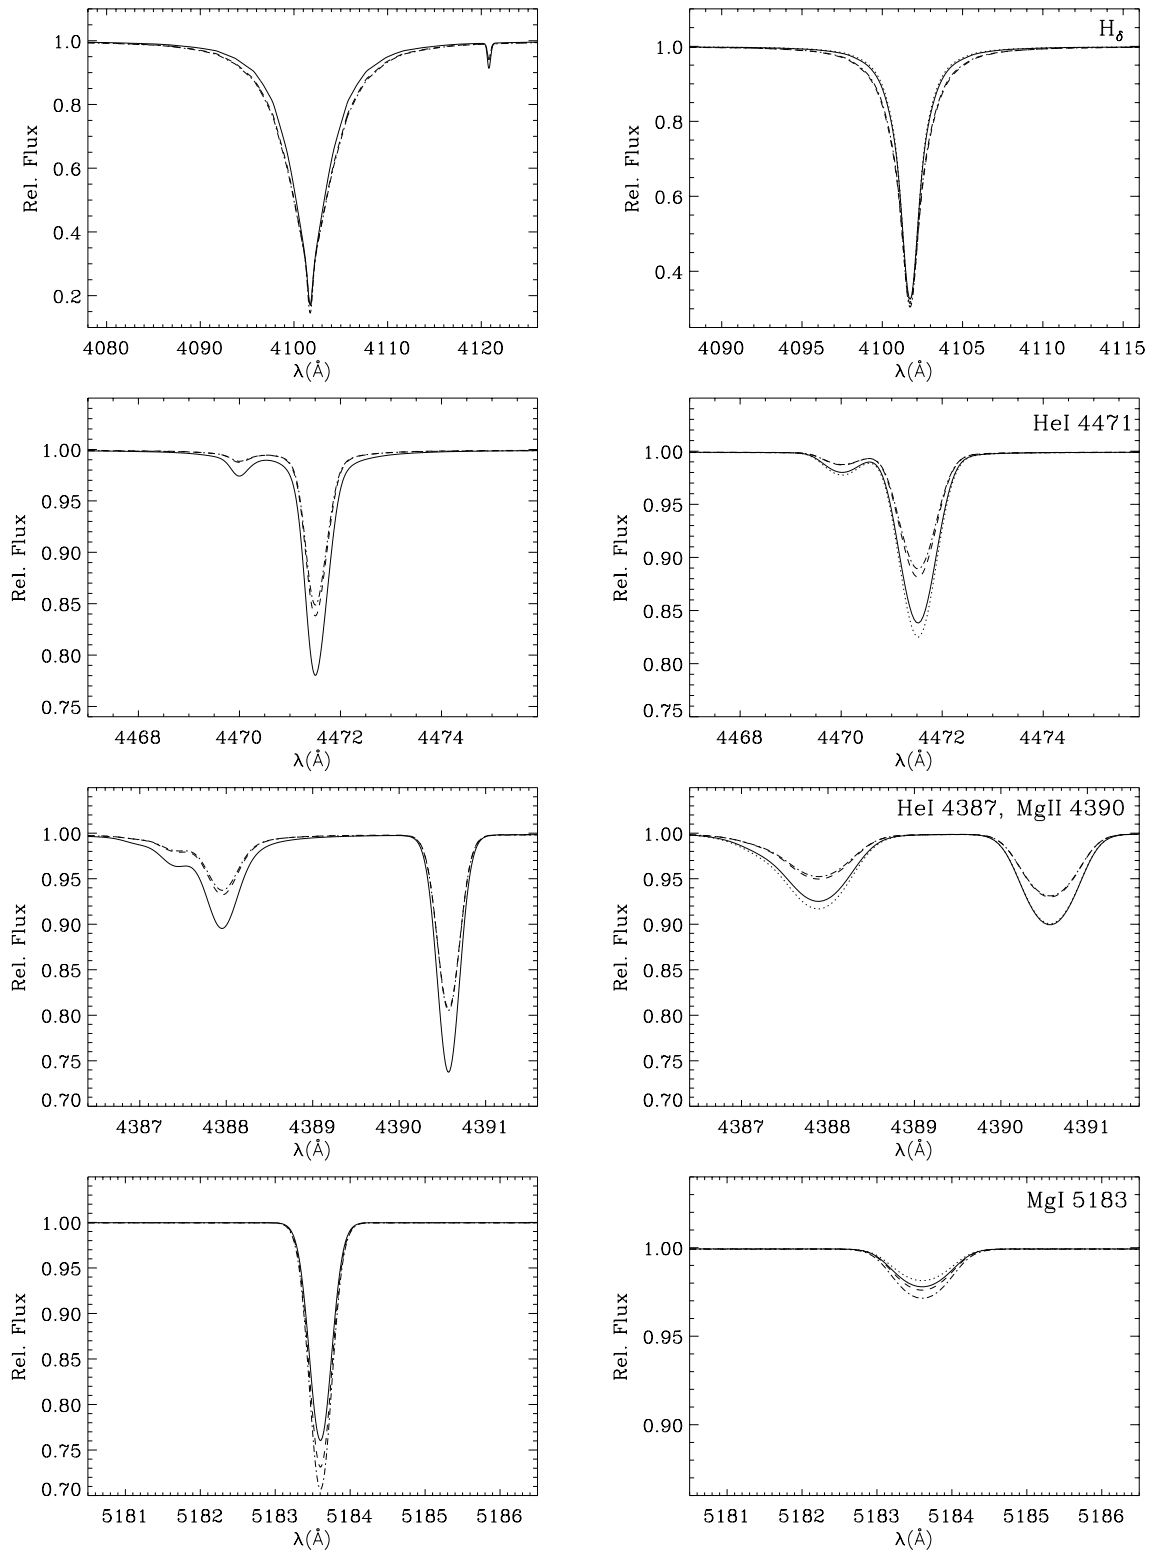 H_δ
1.0
0.8
0.6
0.4
0.2
Rel. Flux
4080 4090 4100 4110 4120
λ(Å)
1.0
0.8
0.6
0.4
Rel. Flux
4090 4095 4100 4105 4110 4115
λ(Å)
HeI 4471
1.00
0.95
0.90
0.85
0.80
0.75
Rel. Flux
4468 4470 4472 4474
λ(Å)
1.00
0.95
0.90
0.85
0.80
0.75
Rel. Flux
4468 4470 4472 4474
λ(Å)
HeI 4387, MgII 4390
1.00
0.95
0.90
0.85
0.80
0.75
0.70
Rel. Flux
4387 4388 4389 4390 4391
λ(Å)
1.00
0.95
0.90
0.85
0.80
0.75
0.70
Rel. Flux
4387 4388 4389 4390 4391
λ(Å)
MgI 5183
1.00
0.95
0.90
0.85
0.80
0.75
0.70
Rel. Flux
5181 5182 5183 5184 5185 5186
λ(Å)
1.00
0.95
0.90
Rel. Flux
5181 5182 5183 5184 5185 5186
λ(Å)